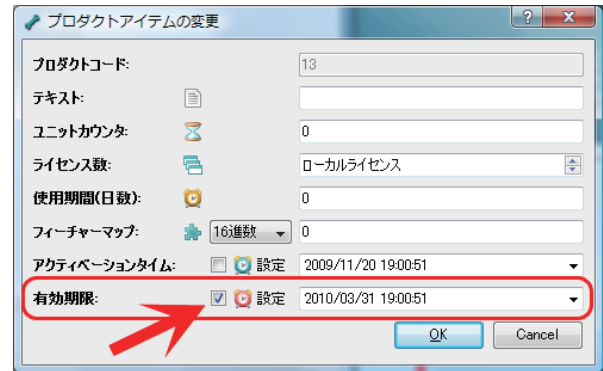 プロダクトアイテムの変更
プロダクトコード: 13
テキスト:
ユニットカウンタ: 0
ライセンス数: ローカルライセンス
使用期間(日数): 0
フィーチャーマップ: 16進数 0
アクティベーションタイム: 設定 2009/11/20 19:00:51
有効期限: 設定 2010/03/31 19:00:51
OK Cancel